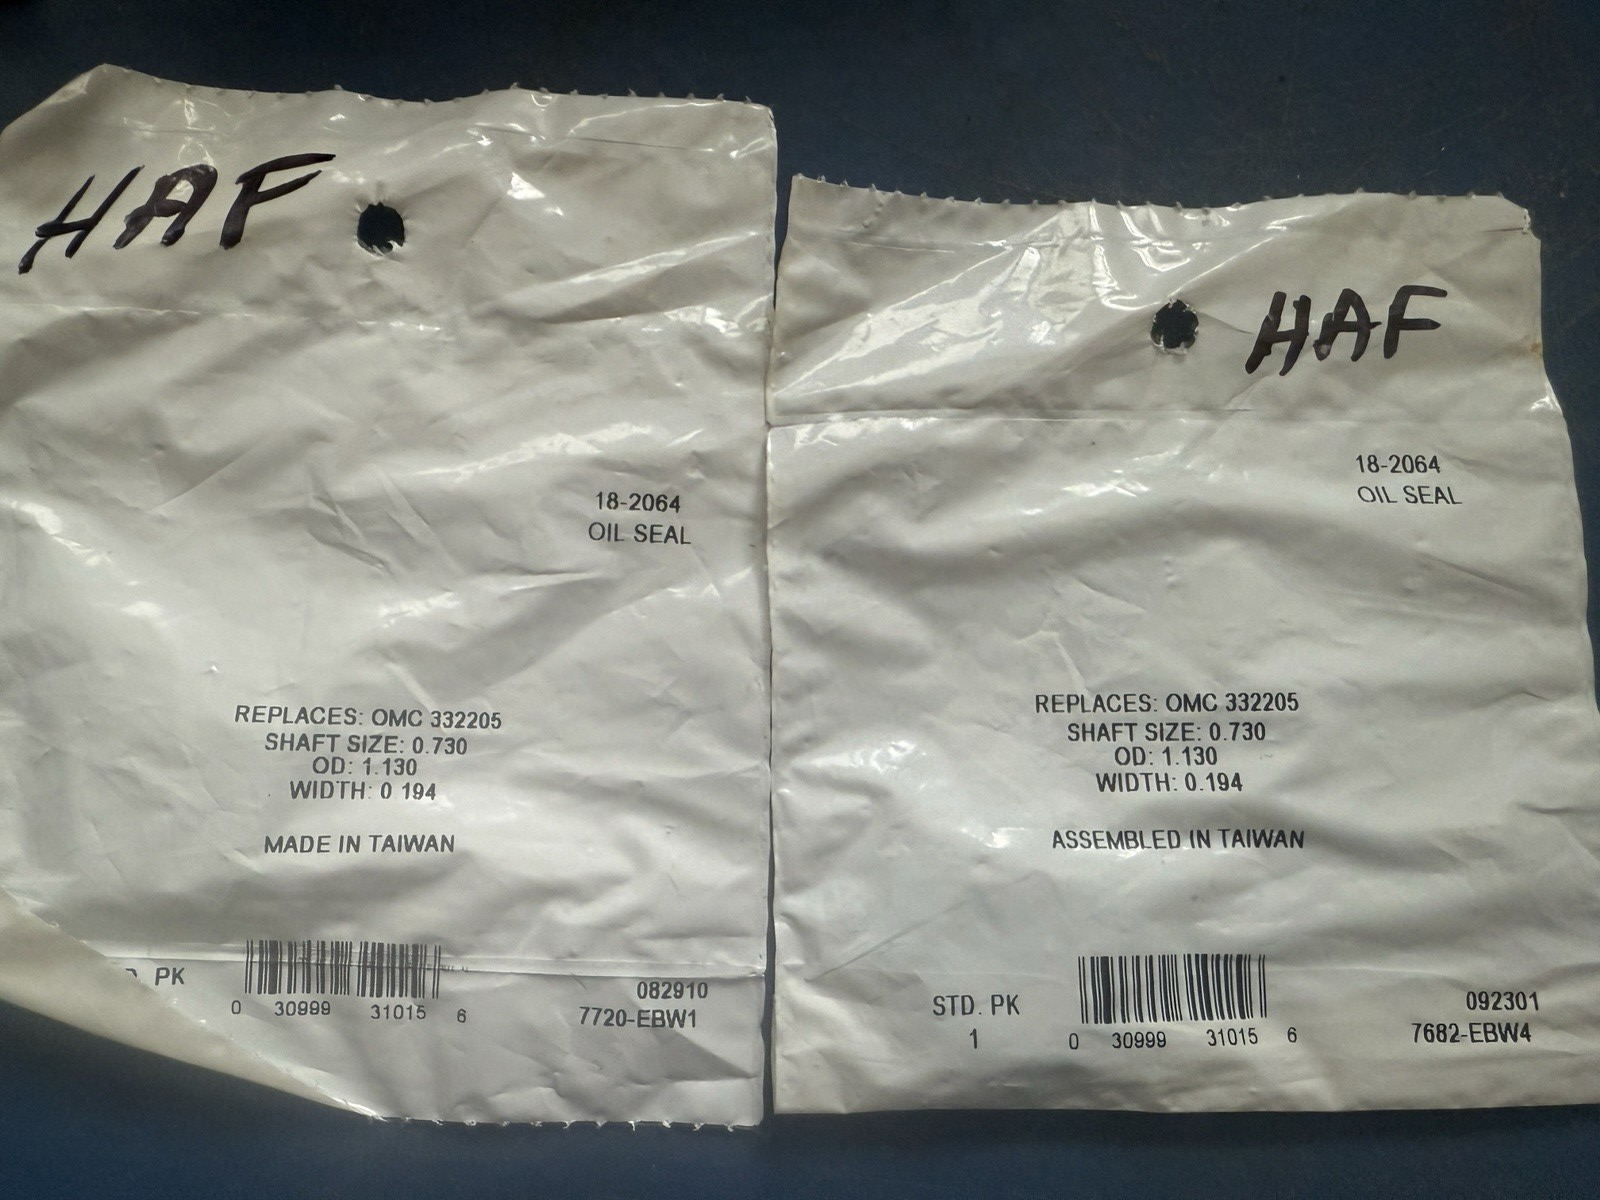 HAF
18-2064
OIL SEAL
REPLACES: OMC 332205
SHAFT SIZE: 0.730
OD: 1.130
WIDTH: 0 194
MADE IN TAIWAN
PK
0 30999 31015 6
082910
7720-EBW1
HAF
18-2064
OIL SEAL
REPLACES: OMC 332205
SHAFT SIZE: 0.730
OD: 1.130
WIDTH: 0.194
ASSEMBLED IN TAIWAN
STD. PK
1
0 30999 31015 6
092301
7682-EBW4